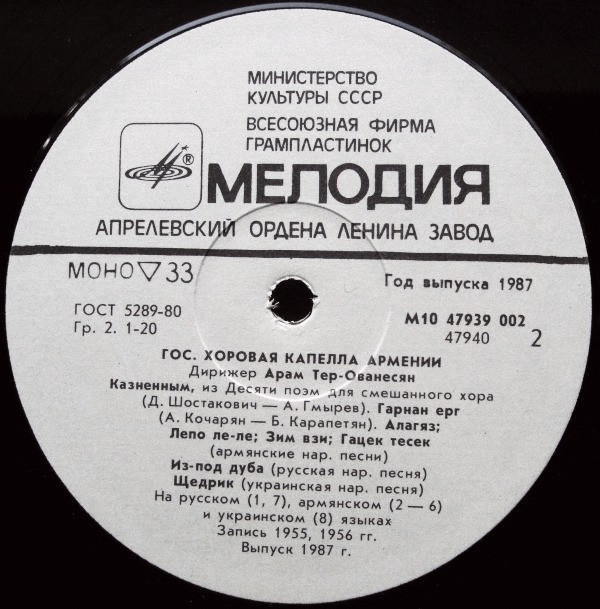 МИНИСТЕРСТВО
КУЛЬТУРЫ СССР
ВСЕСОЮЗНАЯ ФИРМА
ГРАМПЛАСТИНОК
® МЕЛОДИЯ
АПРЕЛЕВСКИЙ ОРДЕНА ЛЕНИНА ЗАВОД
МОНО ▽ 33
Год выпуска 1987
ГОСТ 5289-80
Гр. 2. 1-20
М10 47939 002
47940 2
ГОС. ХОРОВАЯ КАПЕЛЛА АРМЕНИИ
Дирижер Арам Тер-Ованесян
Казненным, из Десяти поэм для смешанного хора
(Д. Шостакович — А. Гмырев). Гарнан ерг
(А. Кочарян — Б. Карапетян). Алагяз;
Лепо ле-ле; Зим взи; Гацек тесек
(армянские нар. песни)
Из-под дуба (русская нар. песня)
Щедрик (украинская нар. песня)
На русском (1, 7), армянском (2 — 6)
и украинском (8) языках
Запись 1955, 1956 гг.
Выпуск 1987 г.